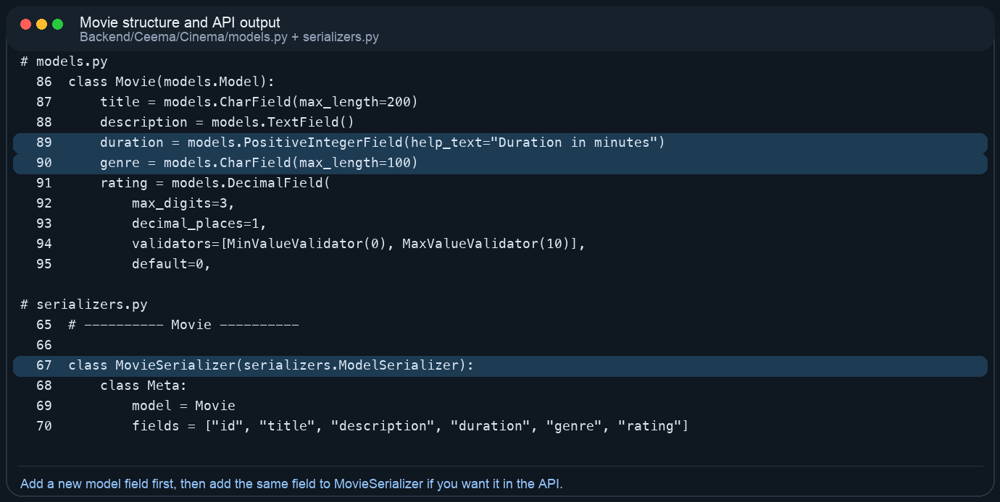 Movie structure and API output
Backend/Ceema/Cinema/models.py + serializers.py
# models.py
86 class Movie(models.Model):
87 title = models.CharField(max_length=200)
88 description = models.TextField()
89 duration = models.PositiveIntegerField(help_text="Duration in minutes")
90 genre = models.CharField(max_length=100)
91 rating = models.DecimalField(
92 max_digits=3,
93 decimal_places=1,
94 validators=[MinValueValidator(0), MaxValueValidator(10)],
95 default=0,
# serializers.py
65 # ---------- Movie ----------
66
67 class MovieSerializer(serializers.ModelSerializer):
68 class Meta:
69 model = Movie
70 fields = ["id", "title", "description", "duration", "genre", "rating"]
Add a new model field first, then add the same field to MovieSerializer if you want it in the API.